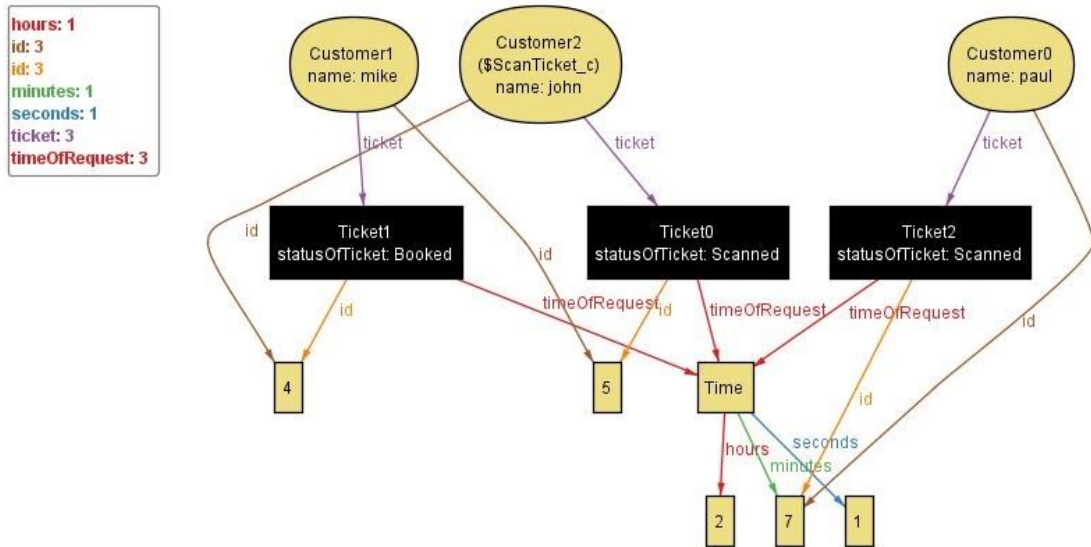 hours: 1
id: 3
id: 3
minutes: 1
seconds: 1
ticket: 3
timeOfRequest: 3
Customer1
name: mike
Customer2
($ScanTicket_c)
name: john
Customer0
name: paul
ticket
ticket
ticket
Ticket1
statusOfTicket: Booked
Ticket0
statusOfTicket: Scanned
Ticket2
statusOfTicket: Scanned
id
id
id
timeOfRequest
id
timeOfRequest
timeOfRequest
id
4
5
Time
id
hours
seconds
minutes
2
7
1